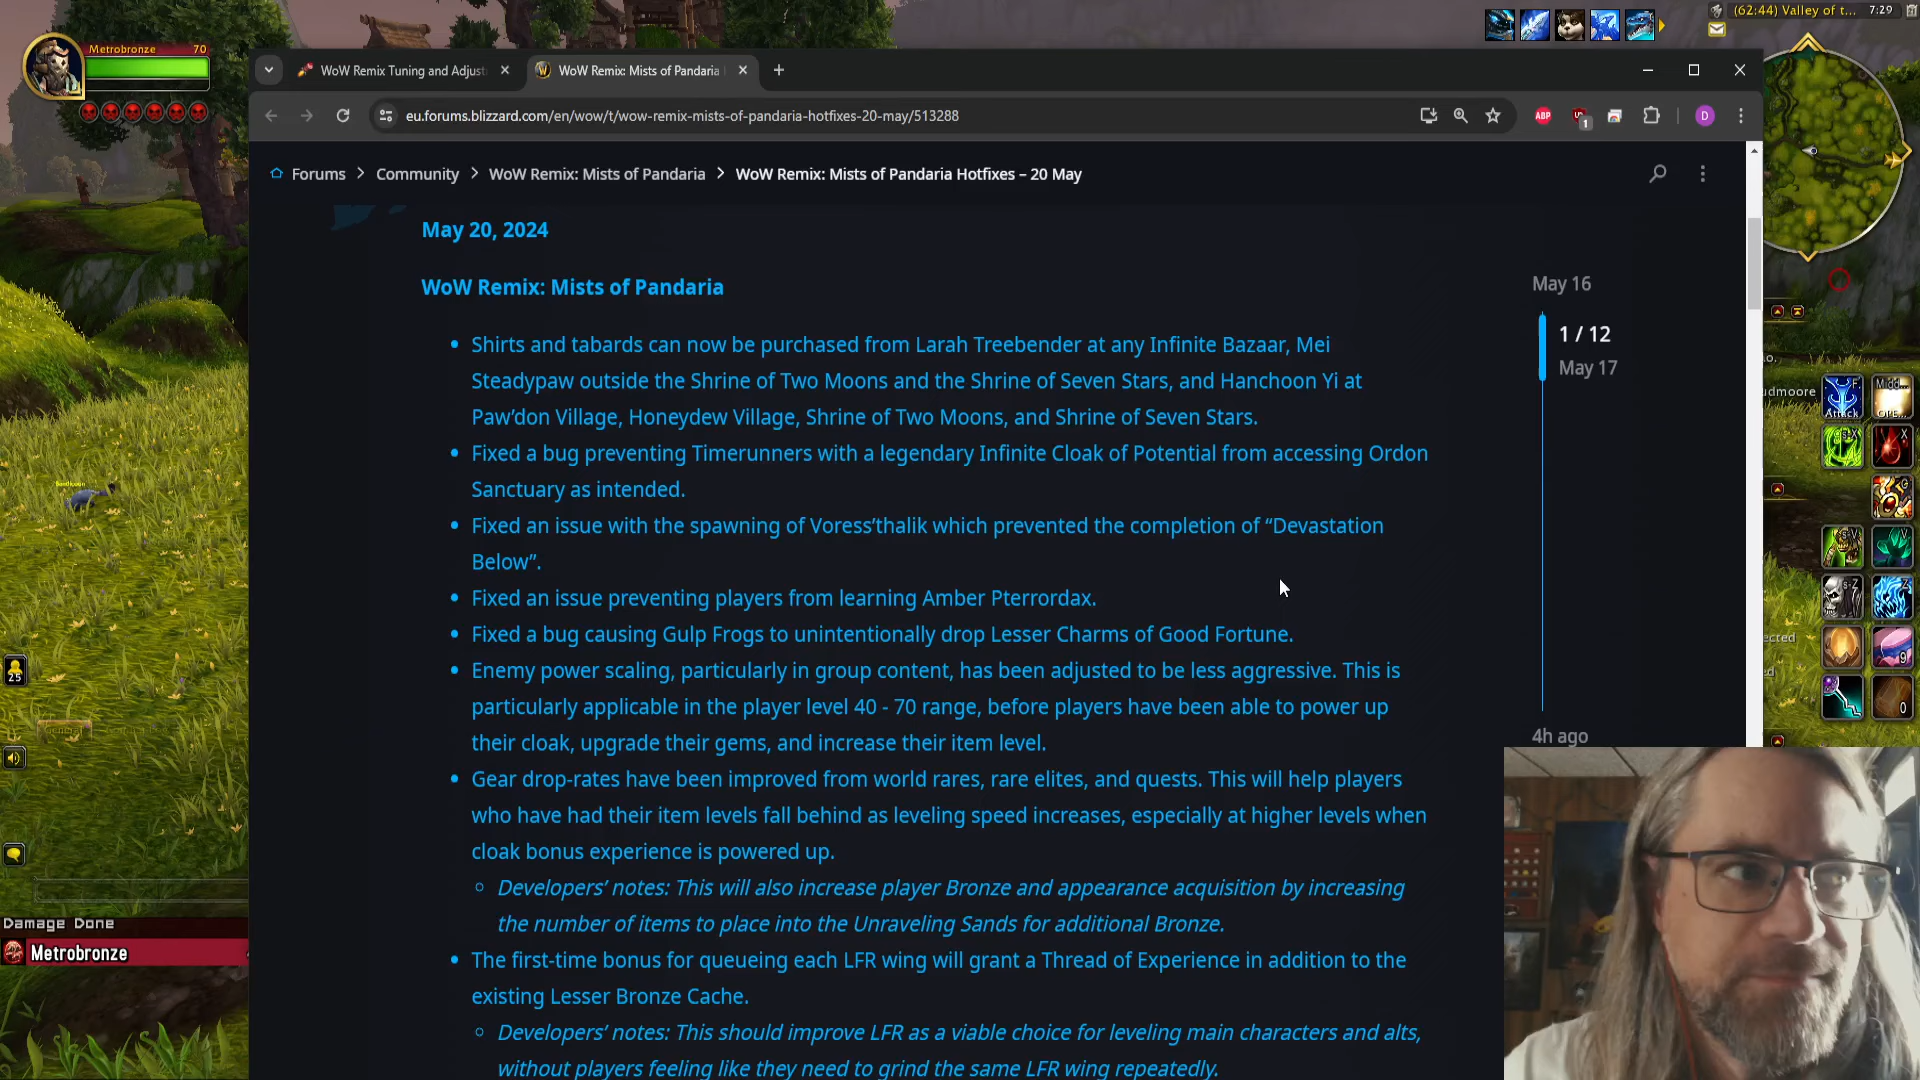 (62:44) Valley of t...
7:29
Metrobronze 70
WoW Remix Tuning and Adjust
WoW Remix: Mists of Pandaria
eu.forums.blizzard.com/en/wow/t/wow-remix-mists-of-pandaria-hotfixes-20-may/513288
ABP
1
D
Forums > Community > WoW Remix: Mists of Pandaria > WoW Remix: Mists of Pandaria Hotfixes – 20 May
May 20, 2024
WoW Remix: Mists of Pandaria
Shirts and tabards can now be purchased from Larah Treebender at any Infinite Bazaar, Mei
Steadypaw outside the Shrine of Two Moons and the Shrine of Seven Stars, and Hanchoon Yi at
Paw’don Village, Honeydew Village, Shrine of Two Moons, and Shrine of Seven Stars.
Fixed a bug preventing Timerunners with a legendary Infinite Cloak of Potential from accessing Ordon
Sanctuary as intended.
Fixed an issue with the spawning of Voress’thalik which prevented the completion of “Devastation
Below”.
Fixed an issue preventing players from learning Amber Pterrordax.
Fixed a bug causing Gulp Frogs to unintentionally drop Lesser Charms of Good Fortune.
Enemy power scaling, particularly in group content, has been adjusted to be less aggressive. This is
particularly applicable in the player level 40 - 70 range, before players have been able to power up
their cloak, upgrade their gems, and increase their item level.
Gear drop-rates have been improved from world rares, rare elites, and quests. This will help players
who have had their item levels fall behind as leveling speed increases, especially at higher levels when
cloak bonus experience is powered up.
Developers’ notes: This will also increase player Bronze and appearance acquisition by increasing
the number of items to place into the Unraveling Sands for additional Bronze.
The first-time bonus for queueing each LFR wing will grant a Thread of Experience in addition to the
existing Lesser Bronze Cache.
Developers’ notes: This should improve LFR as a viable choice for leveling main characters and alts,
without players feeling like they need to grind the same LFR wing repeatedly.
May 16
1 / 12
May 17
4h ago
udmoore
Attack
9
0
25
Damage Done
Metrobronze